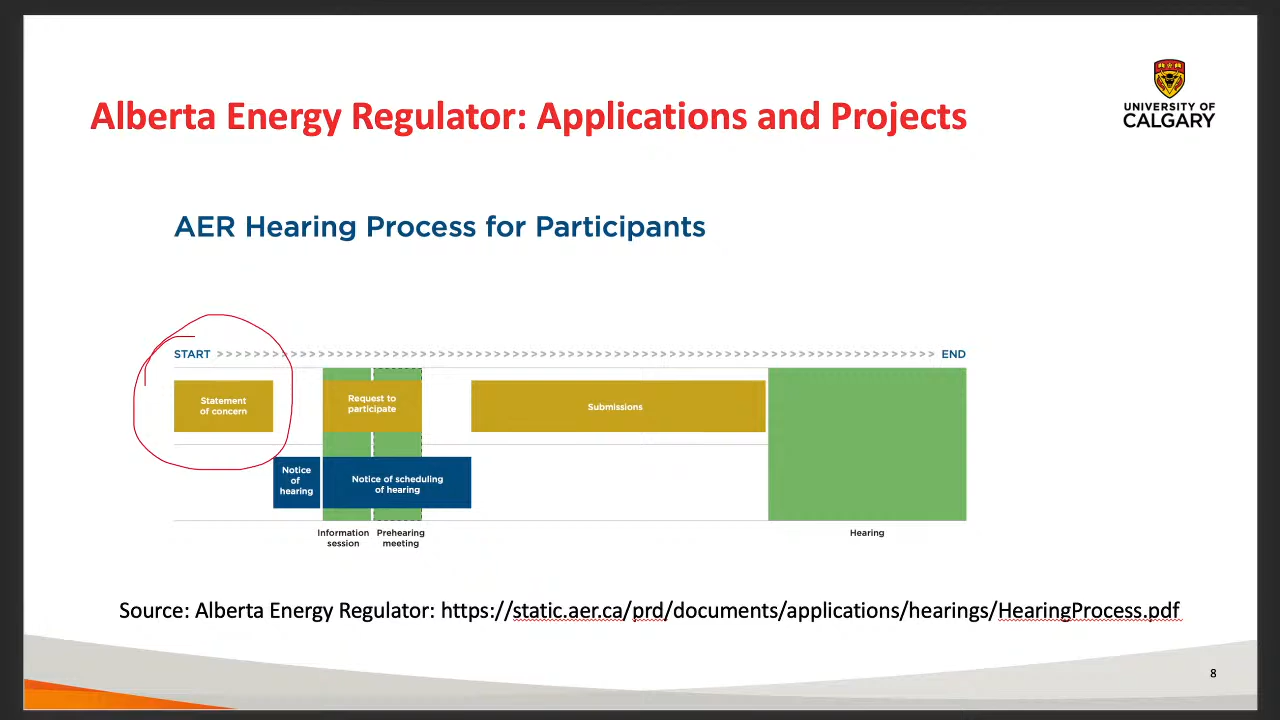 UNIVERSITY OF
CALGARY
Alberta Energy Regulator: Applications and Projects
AER Hearing Process for Participants
START >>>>>>>>>>>>>>>>>>>>>>>>>>>>>>>>>>>>>>>>>>>>>>>>>>>>>>>>>>>>>>>> END
Statement
of concern
Request to
participate
Submissions
Notice
of
hearing
Notice of scheduling
of hearing
Information
session
Prehearing
meeting
Hearing
Source: Alberta Energy Regulator: https://static.aer.ca/prd/documents/applications/hearings/HearingProcess.pdf
8